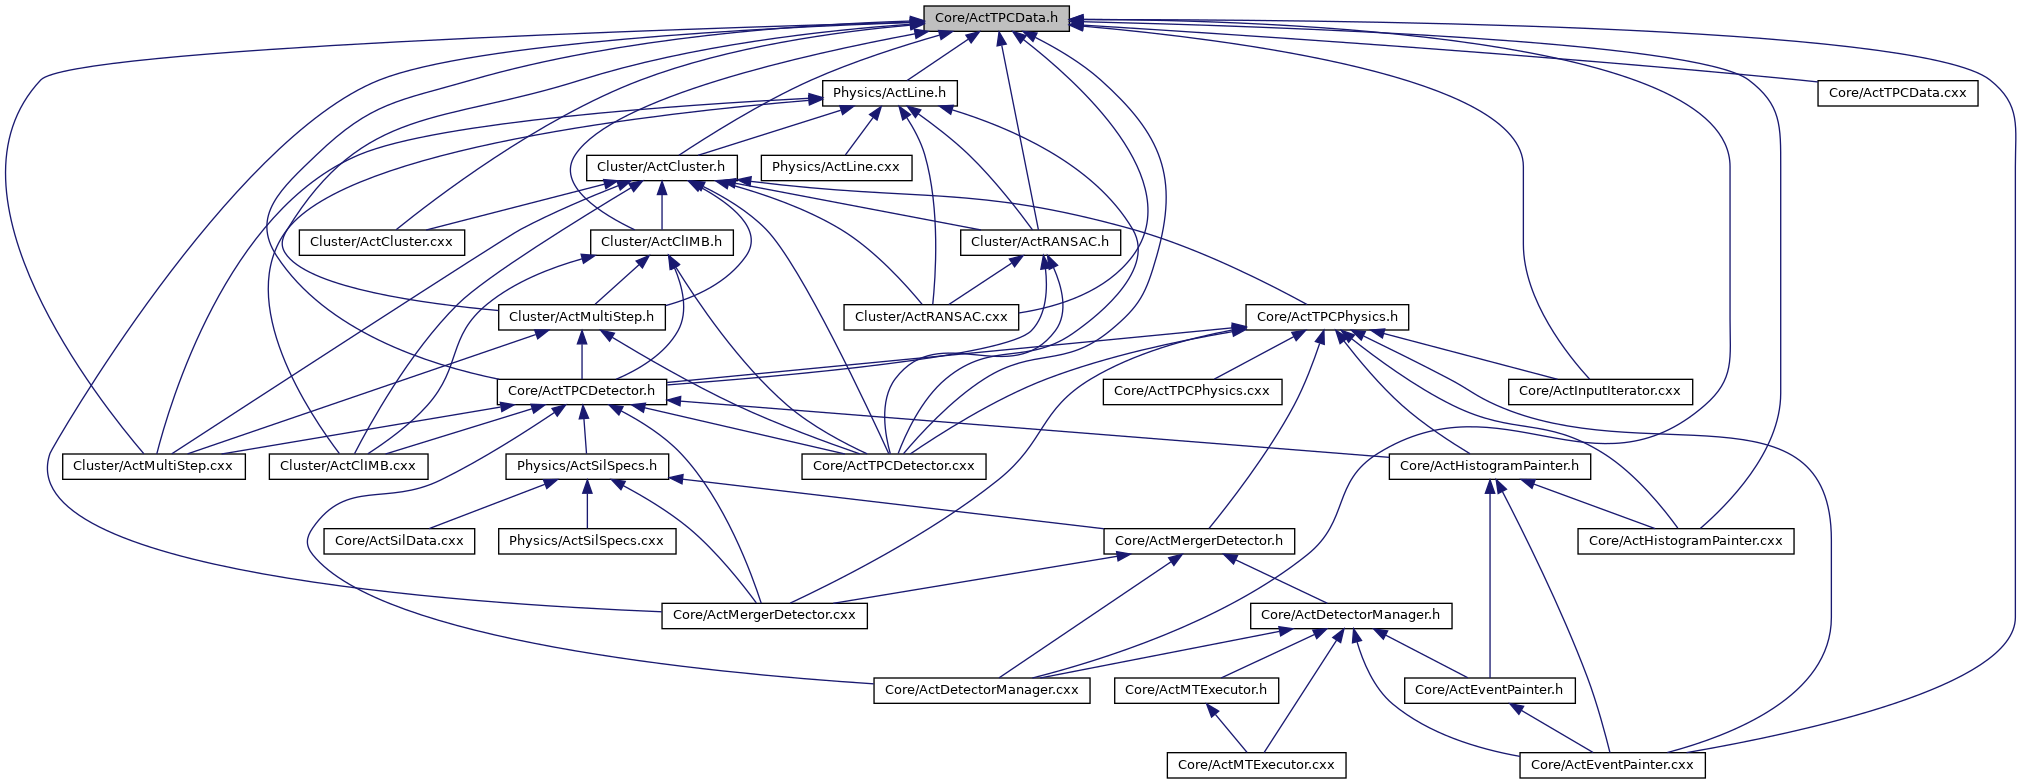 Core/ActTPCData.h
Physics/ActLine.h
Core/ActTPCData.cxx
Cluster/ActCluster.h
Physics/ActLine.cxx
Cluster/ActCluster.cxx
Cluster/ActClIMB.h
Cluster/ActRANSAC.h
Cluster/ActMultiStep.h
Cluster/ActRANSAC.cxx
Core/ActTPCPhysics.h
Core/ActTPCDetector.h
Core/ActTPCPhysics.cxx
Core/ActInputIterator.cxx
Cluster/ActMultiStep.cxx
Cluster/ActClIMB.cxx
Physics/ActSilSpecs.h
Core/ActTPCDetector.cxx
Core/ActHistogramPainter.h
Core/ActSilData.cxx
Physics/ActSilSpecs.cxx
Core/ActMergerDetector.h
Core/ActHistogramPainter.cxx
Core/ActMergerDetector.cxx
Core/ActDetectorManager.h
Core/ActDetectorManager.cxx
Core/ActMTExecutor.h
Core/ActEventPainter.h
Core/ActMTExecutor.cxx
Core/ActEventPainter.cxx